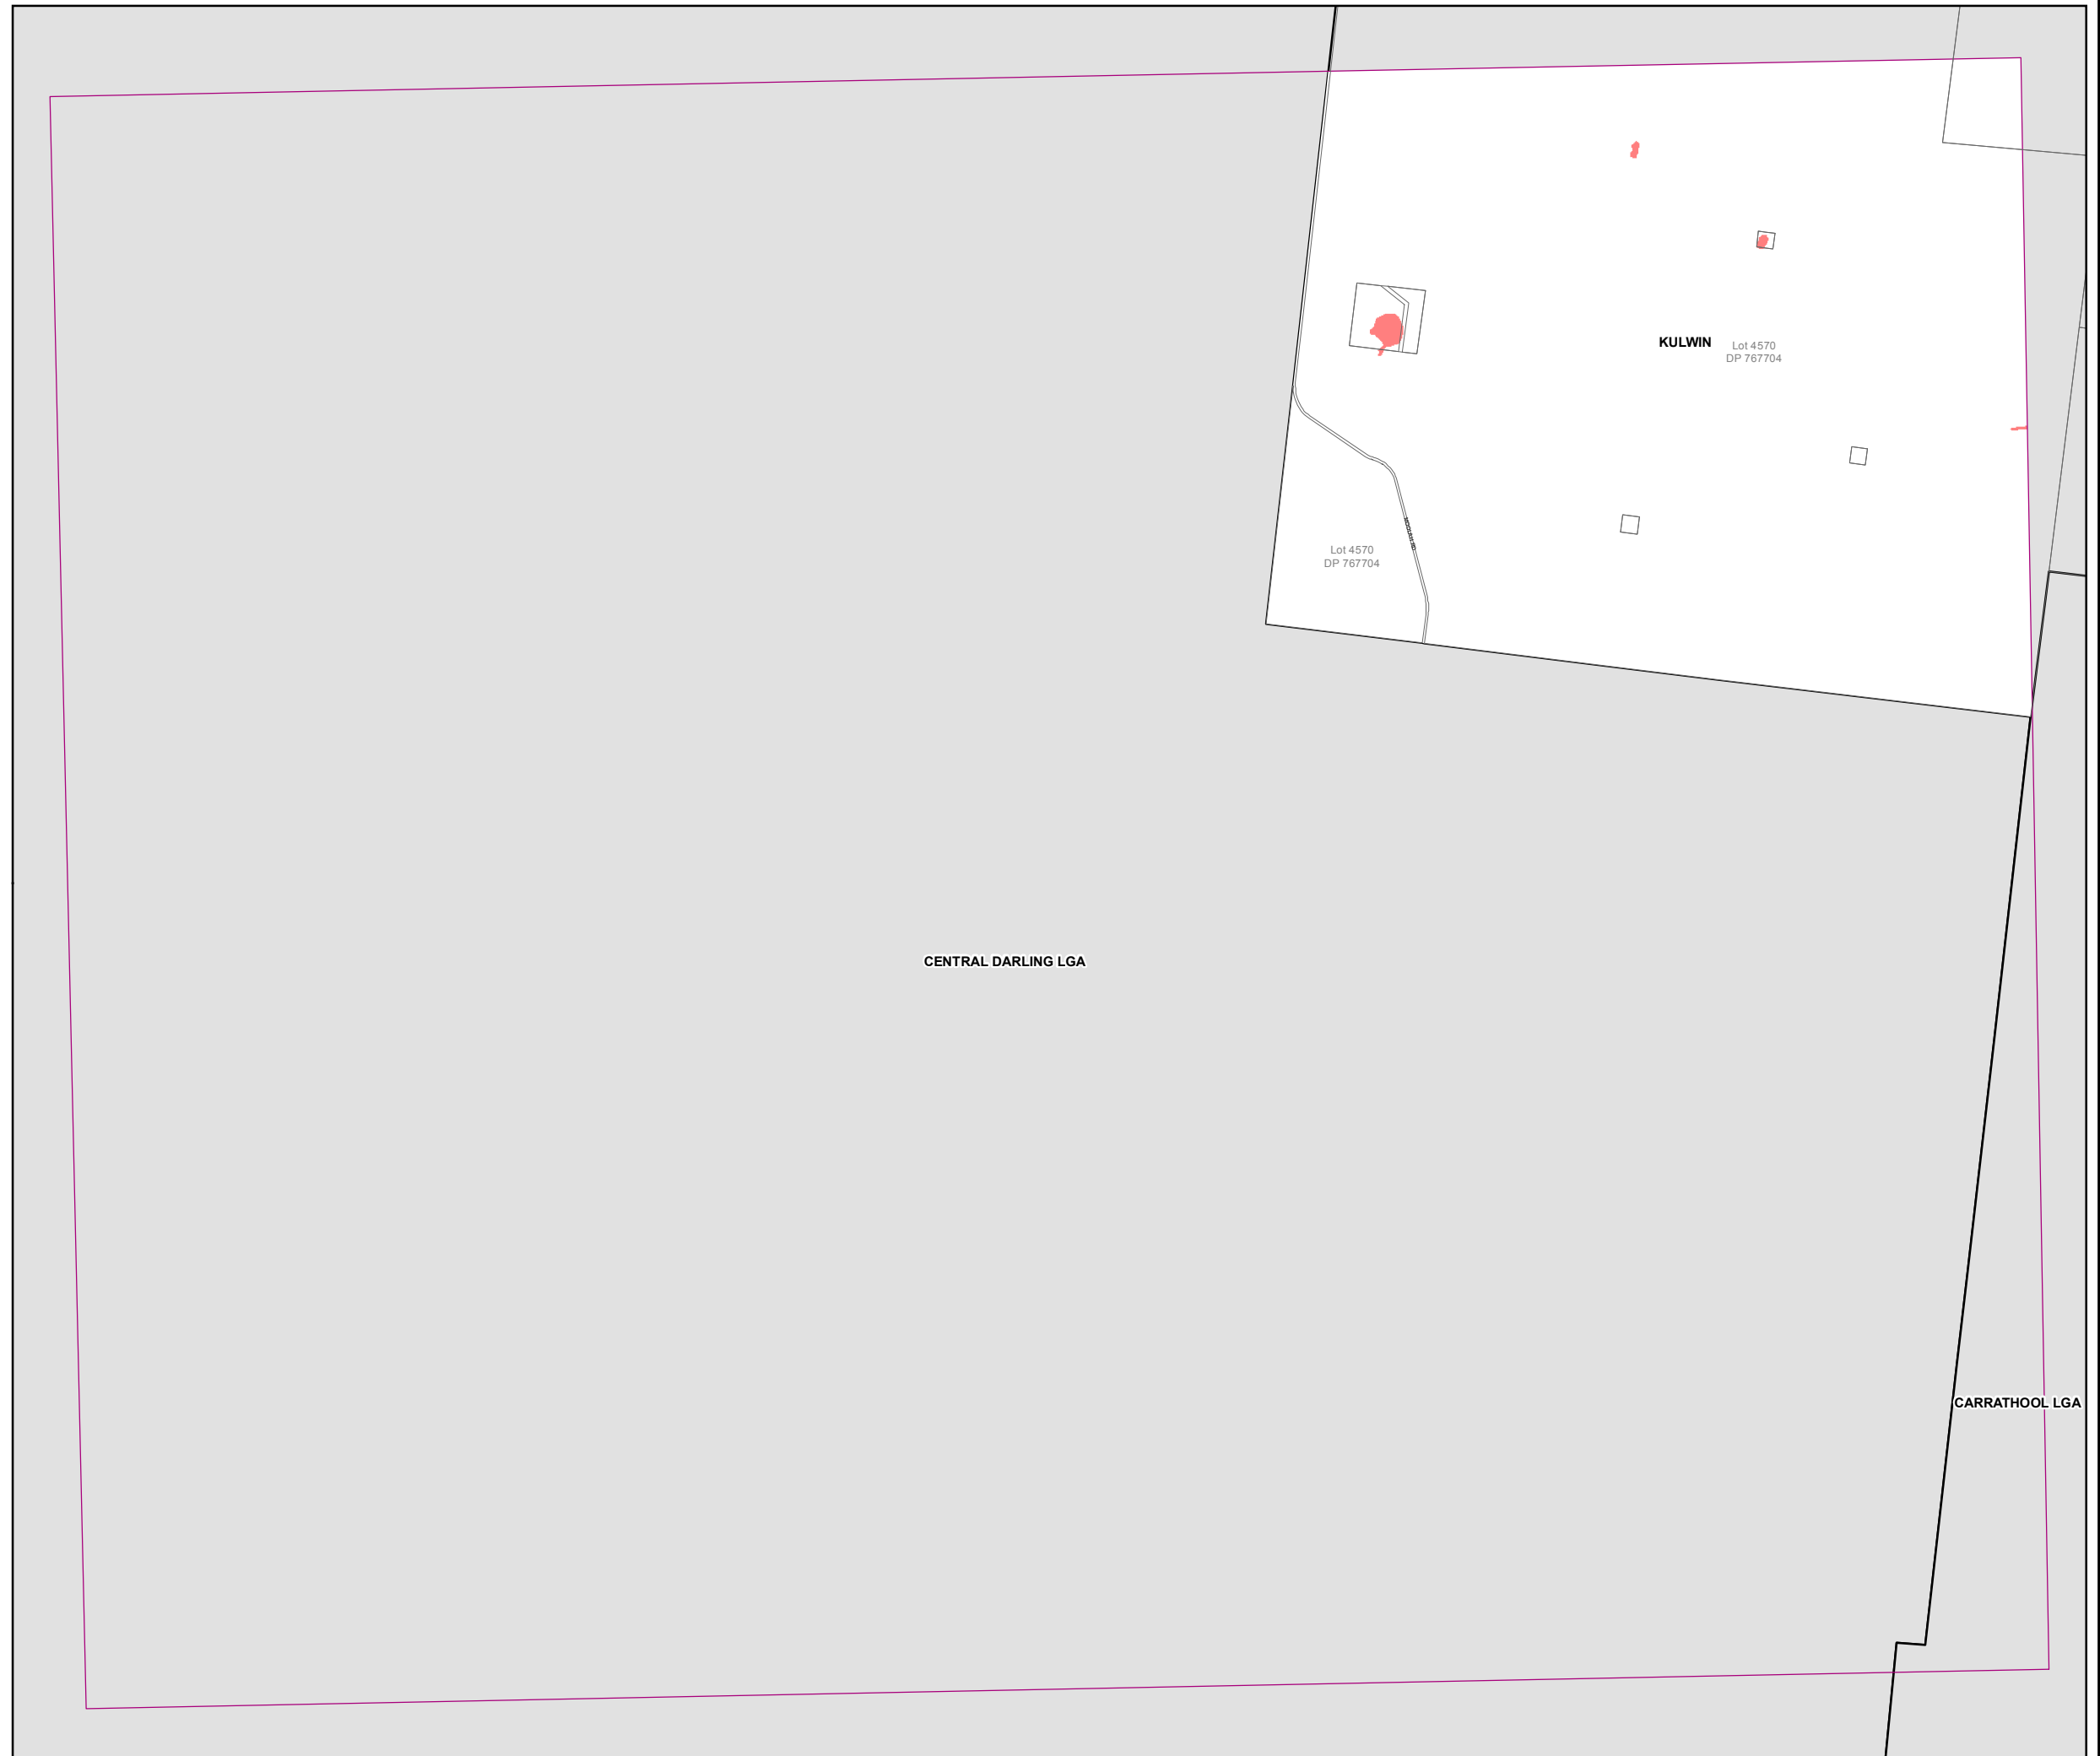 KULWIN
Lot 4570
DP 767704
Lot 4570
DP 767704
CENTRAL DARLING LGA
CARRATHOOL LGA